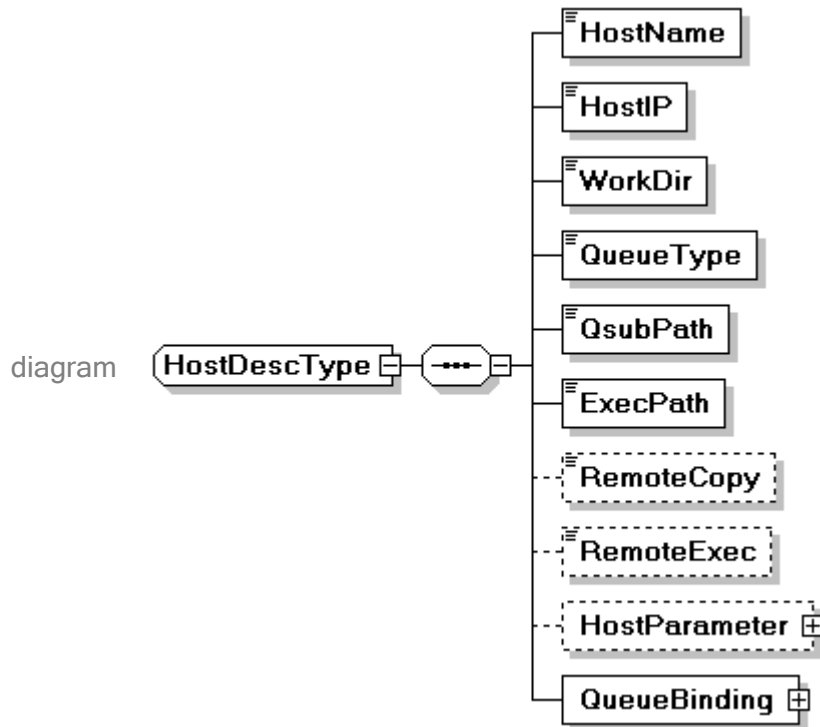 HostName
HostIP
WorkDir
QueueType
QsubPath
diagram HostDescType
ExecPath
RemoteCopy
RemoteExec
HostParameter
QueueBinding